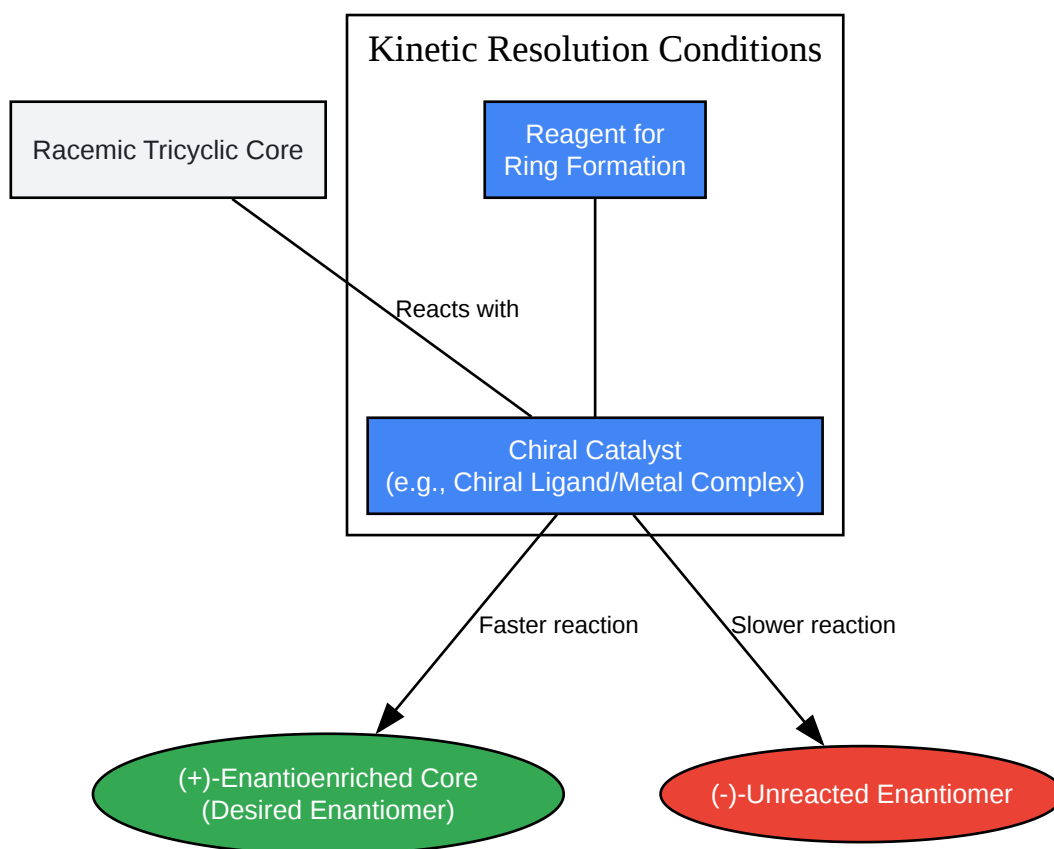 Kinetic Resolution Conditions
Racemic Tricyclic Core
Reagent for
Ring Formation
Reacts with
Chiral Catalyst
(e.g., Chiral Ligand/Metal Complex)
Faster reaction
Slower reaction
(+)-Enantioenriched Core
(Desired Enantiomer)
(-)-Unreacted Enantiomer